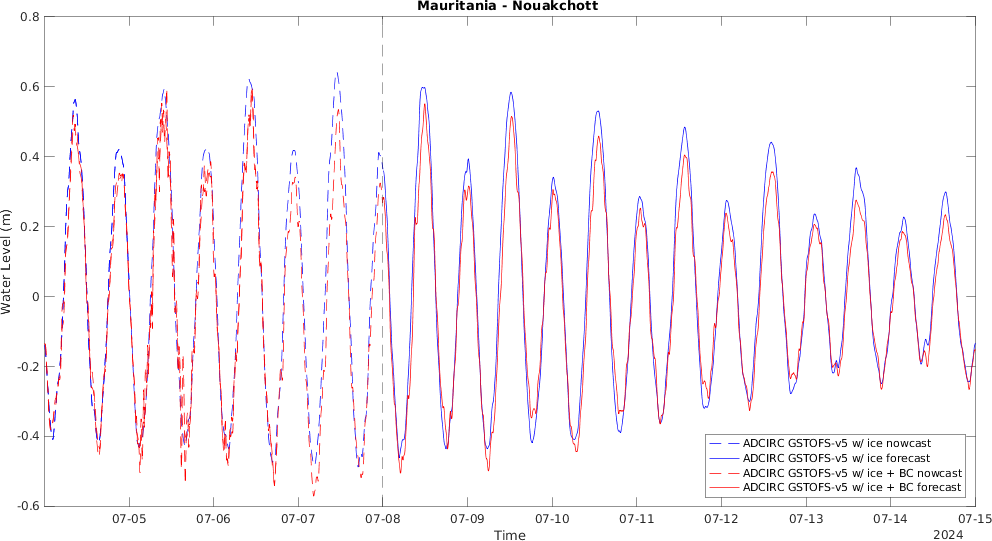 Mauritania - Nouakchott
0.8
0.6
0.4
0.2
0
-0.2
-0.4
-0.6
Water Level (m)
ADCIRC GSTOFS-v5 w/ ice nowcast
ADCIRC GSTOFS-v5 w/ ice forecast
ADCIRC GSTOFS-v5 w/ ice + BC nowcast
ADCIRC GSTOFS-v5 w/ ice + BC forecast
07-05 07-06 07-07 07-08 07-09 07-10 07-11 07-12 07-13 07-14 07-15
Time
2024